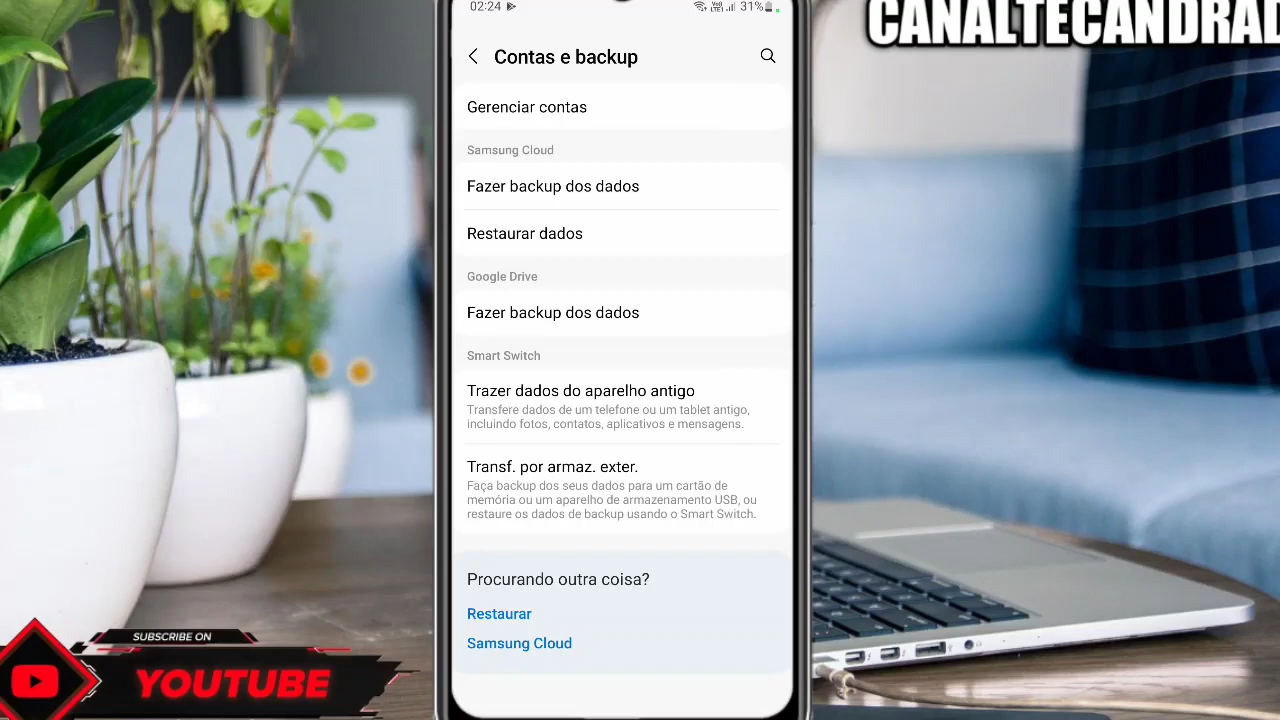 02:24
31%
CANALTECANDRAD
Contas e backup
Gerenciar contas
Samsung Cloud
Fazer backup dos dados
Restaurar dados
Google Drive
Fazer backup dos dados
Smart Switch
Trazer dados do aparelho antigo
Transfere dados de um telefone ou um tablet antigo,
incluindo fotos, contatos, aplicativos e mensagens.
Transf. por armaz. exter.
Faça backup dos seus dados para um cartão de
memória ou um aparelho de armazenamento USB, ou
restaure os dados de backup usando o Smart Switch.
Procurando outra coisa?
Restaurar
Samsung Cloud
SUBSCRIBE ON
YOUTUBE